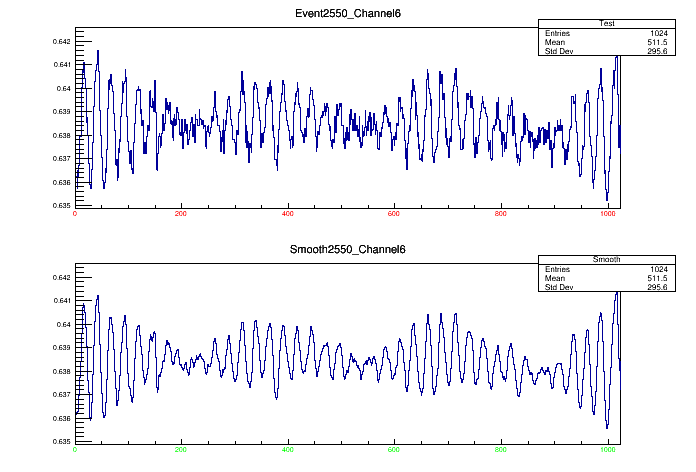 Event2550_Channel6
Test
Entries 1024
Mean 511.5
Std Dev 295.6
0.642
0.641
0.64
0.639
0.638
0.637
0.636
0.635
0 200 400 600 800 1000
Smooth2550_Channel6
Smooth
Entries 1024
Mean 511.5
Std Dev 295.6
0.642
0.641
0.64
0.639
0.638
0.637
0.636
0.635
0 200 400 600 800 1000